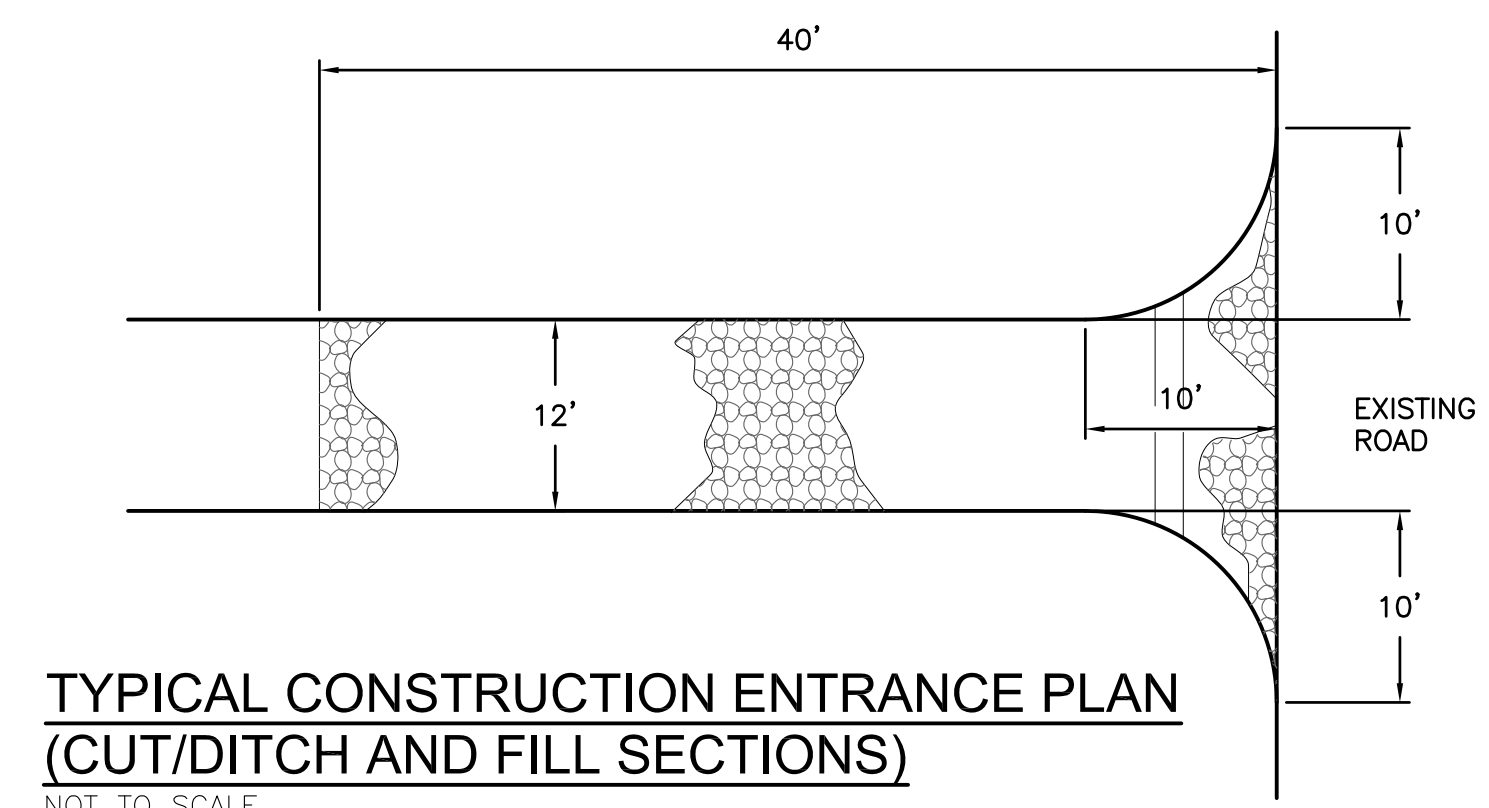 40'
10'
12'
10'
EXISTING
ROAD
10'
TYPICAL CONSTRUCTION ENTRANCE PLAN
(CUT/DITCH AND FILL SECTIONS)
NOT TO SCALE